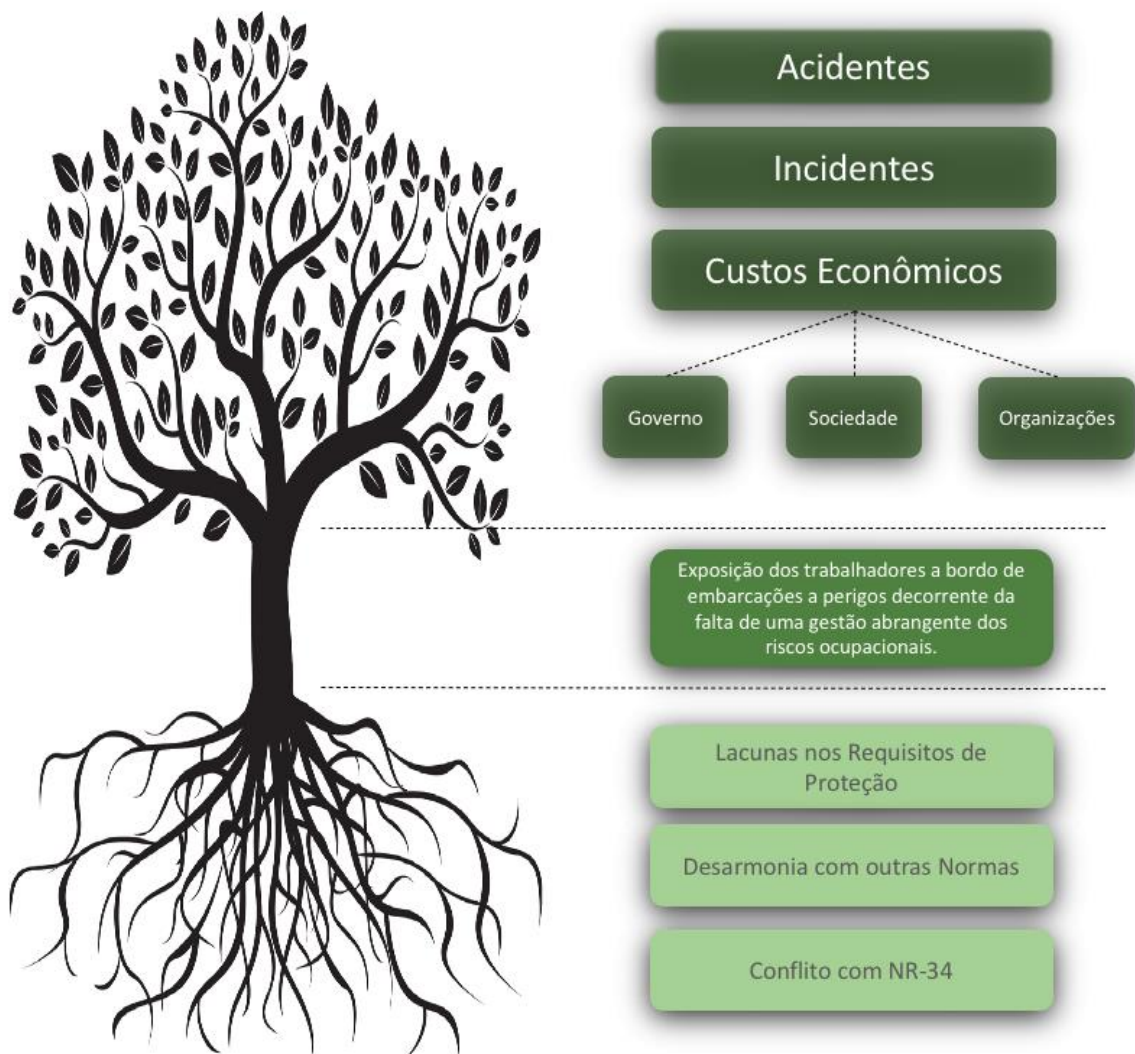 Acidentes
Incidentes
Custos Econômicos
Governo
Sociedade
Organizações
Exposição dos trabalhadores a bordo de
embarcações a perigos decorrente da
falta de uma gestão abrangente dos
riscos ocupacionais.
Lacunas nos Requisitos de
Proteção
Desarmonia com outras Normas
Conflito com NR-34